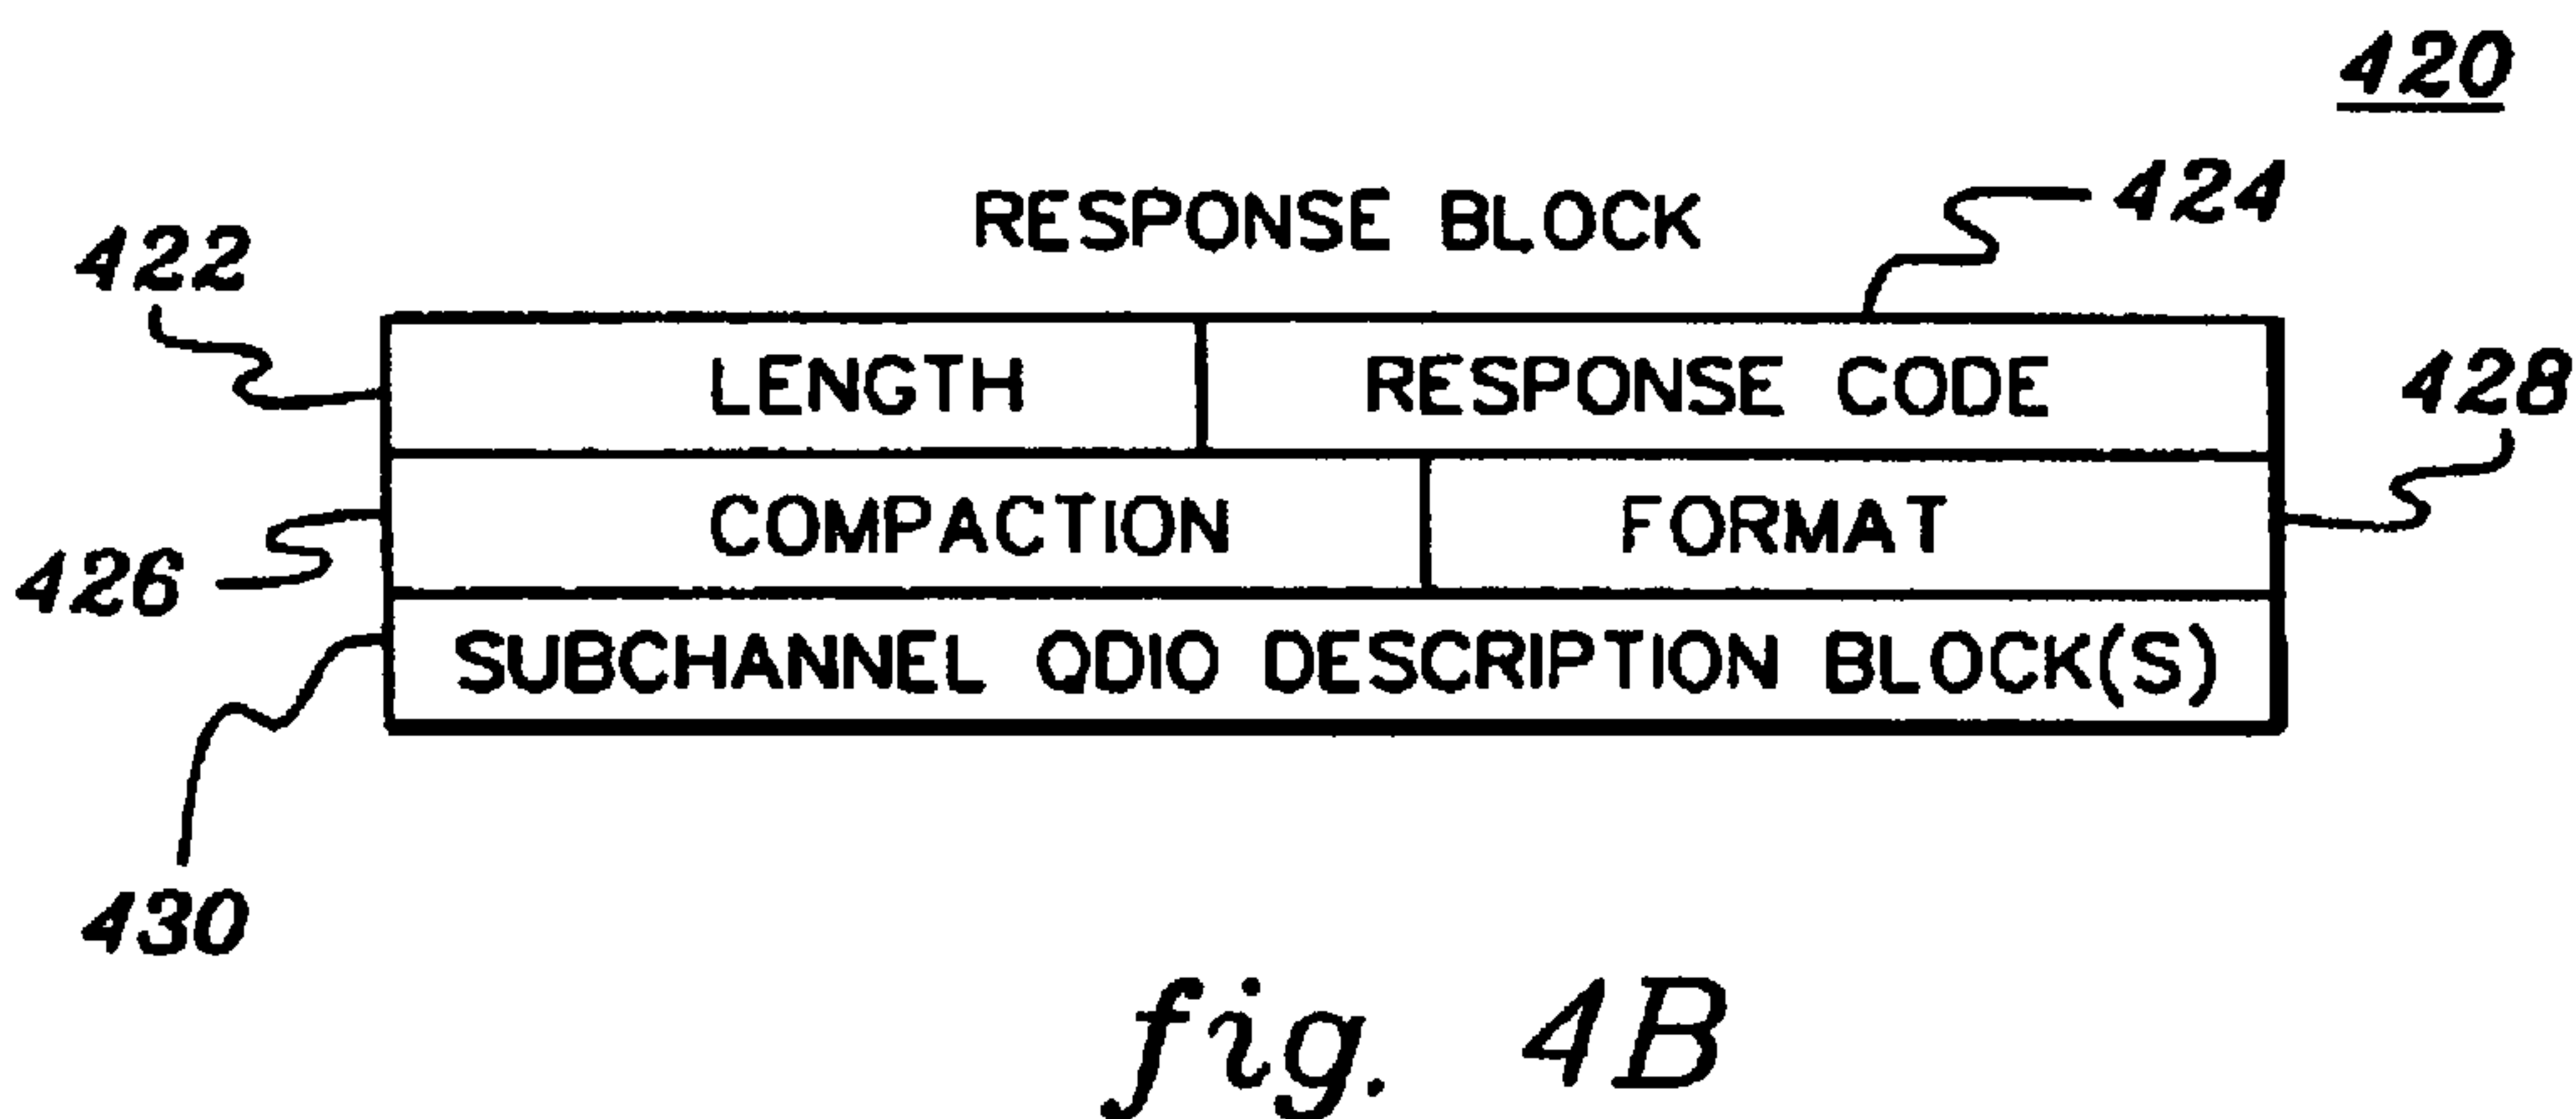 420
RESPONSE BLOCK
424
422
LENGTH RESPONSE CODE
428
COMPACTION FORMAT
426
SUBCHANNEL QDIO DESCRIPTION BLOCK(S)
430
fig. 4B